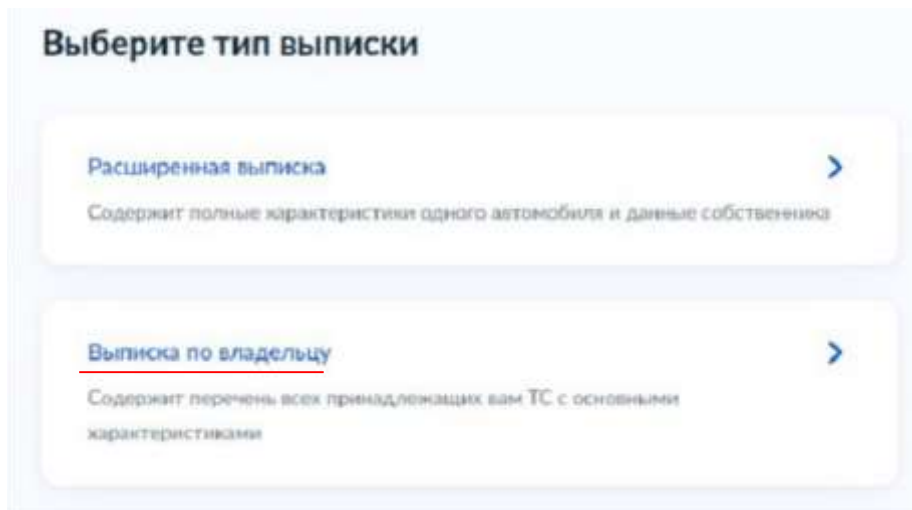 Выберите тип выписки
Расширенная выписка
Содержит полные характеристики одного автомобиля и данные собственника
Выписка по владельцу
Содержит перечень всех принадлежащих вам ТС с основными
характеристиками